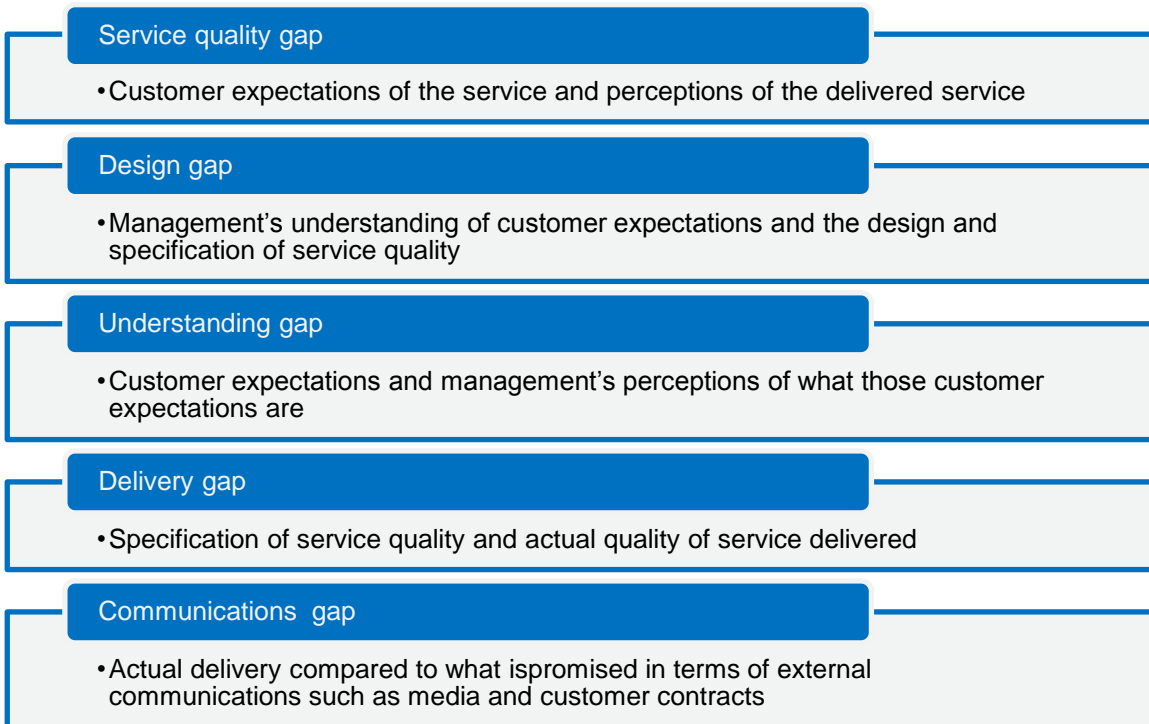 Service quality gap
•Customer expectations of the service and perceptions of the delivered service
Design gap
•Management’s understanding of customer expectations and the design and
specification of service quality
Understanding gap
•Customer expectations and management’s perceptions of what those customer
expectations are
Delivery gap
•Specification of service quality and actual quality of service delivered
Communications  gap
•Actual delivery compared to what ispromised in terms of external
communications such as media and customer contracts